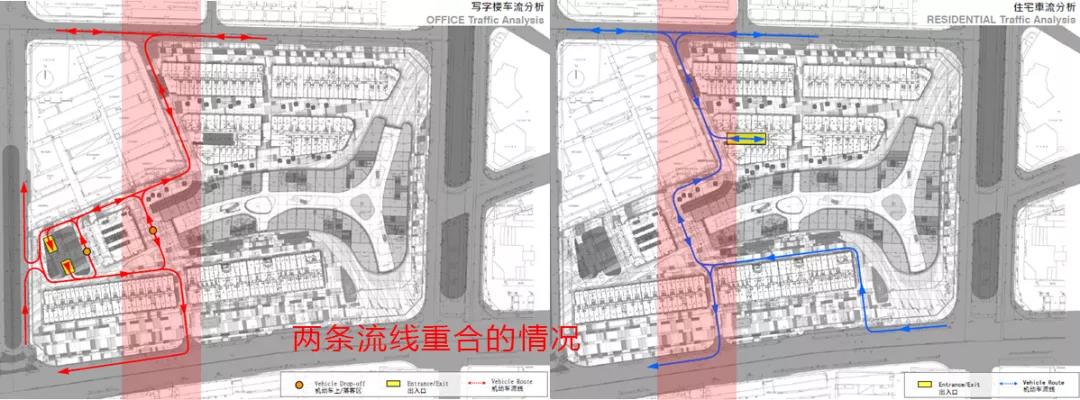 写字楼车流分析
OFFICE Traffic Analysis
住宅車流分析
RESIDENTIAL Traffic Analysis
两条流线重合的情况
Vehicle Drop-off
机动车上/落客区
Entrance/Exit
出入口
Vehicle Route
机动车流线
Entrance/Exit
出入口
Vehicle Route
机动车流线